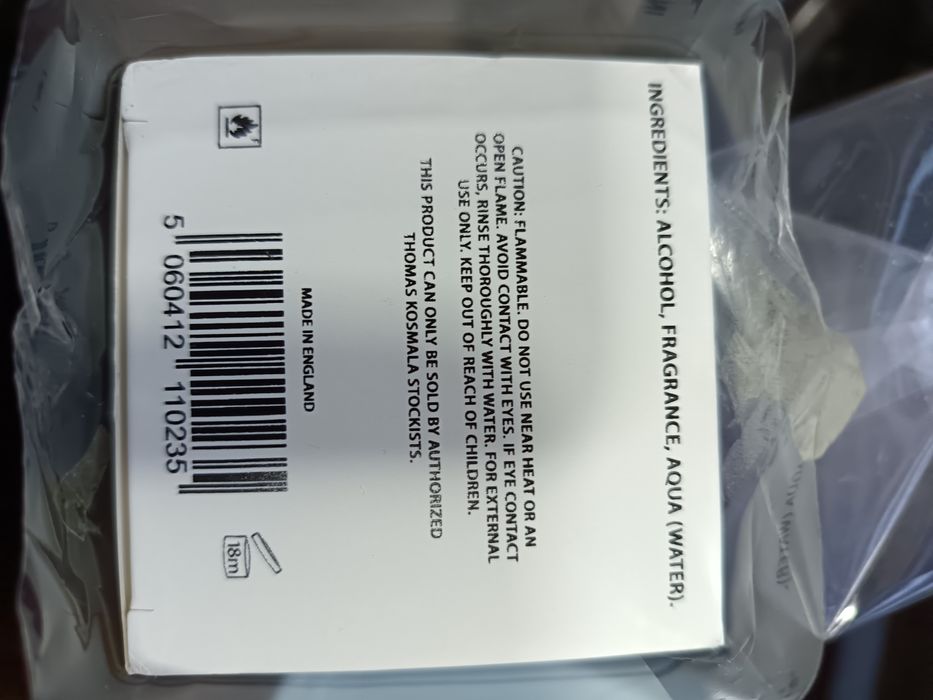 INGREDIENTS: ALCOHOL, FRAGRANCE, AQUA (WATER).
CAUTION: FLAMMABLE. DO NOT USE NEAR HEAT OR AN
OPEN FLAME. AVOID CONTACT WITH EYES. IF EYE CONTACT
OCCURS, RINSE THOROUGHLY WITH WATER. FOR EXTERNAL
USE ONLY. KEEP OUT OF REACH OF CHILDREN.
THIS PRODUCT CAN ONLY BE SOLD BY AUTHORIZED
THOMAS KOSMALA STOCKISTS.
MADE IN ENGLAND
5 060412 110235
18m